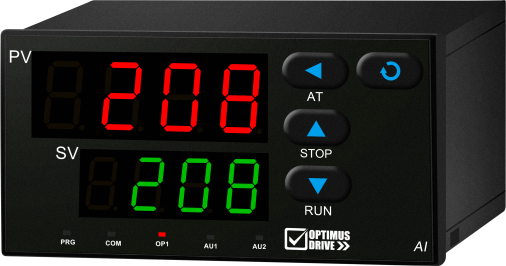 PV
208
AT
STOP
SV
208
RUN
PRG COM OP1 AU1 AU2
OPTIMUS
DRIVE
AI